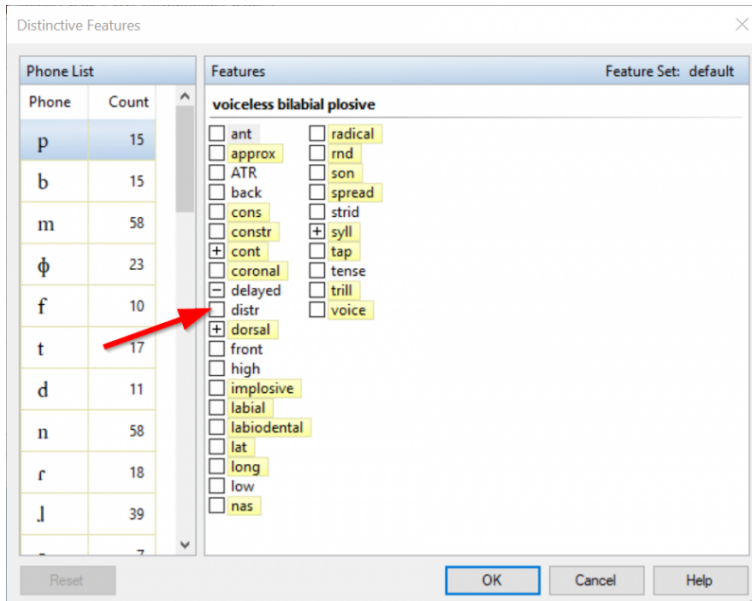 Distinctive Features
Phone List
Phone Count
p 15
b 15
m 58
ɸ 23
f 10
t 17
d 11
n 58
ɾ 18
.l 39
7
Features Feature Set: default
voiceless bilabial plosive
ant
approx
ATR
back
cons
constr
+ cont
coronal
− delayed
distr
+ dorsal
front
high
implosive
labial
labiodental
lat
long
low
nas
radical
rnd
son
spread
strid
+ syll
tap
tense
trill
voice
Reset OK Cancel Help